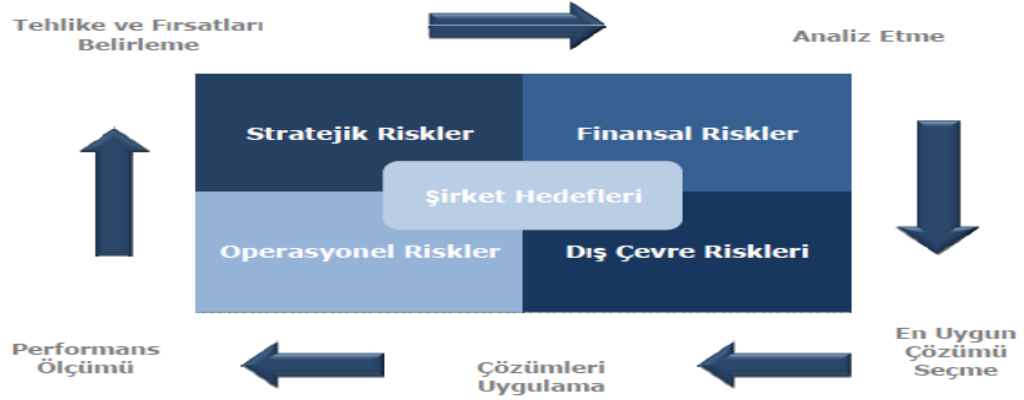 Tehlike ve Fırsatları
Belirleme
Analiz Etme
Stratejik Riskler
Finansal Riskler
Şirket Hedefleri
Operasyonel Riskler
Dış Çevre Riskleri
En Uygun
Çözümü
Seçme
Çözümleri
Uygulama
Performans
Ölçümü